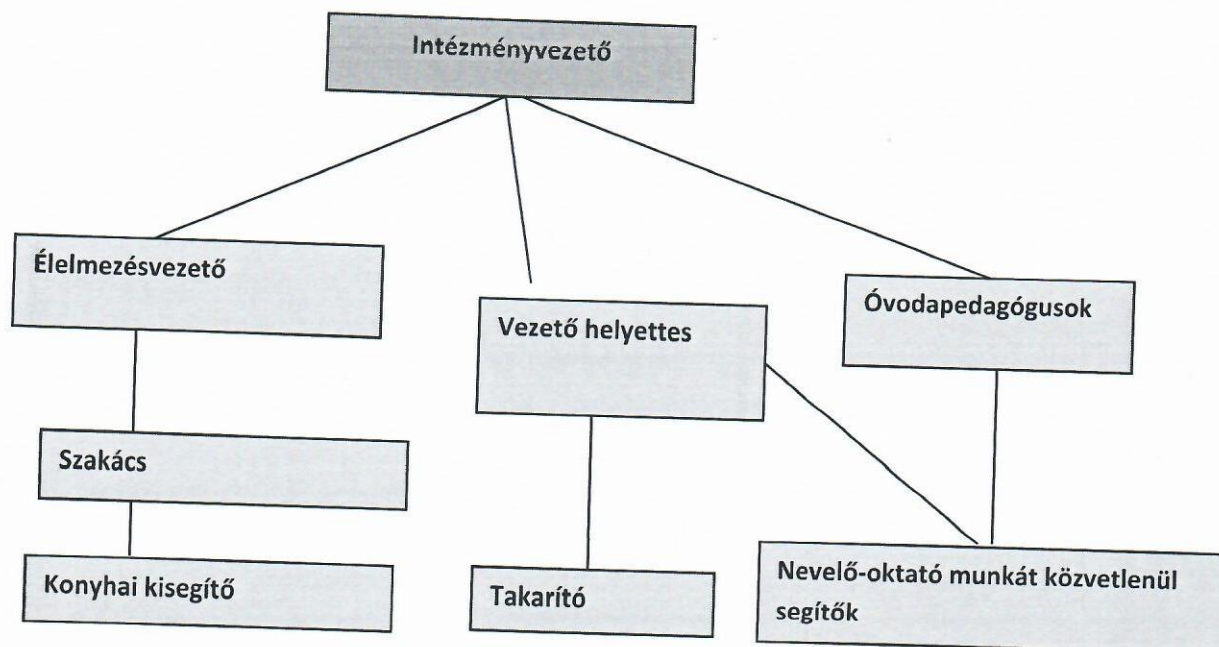 Intézményvezető
Élelmezésvezető
Vezető helyettes
Óvodapedagógusok
Szakács
Konyhai kisegítő
Takarító
Nevelő-oktató munkát közvetlenül
segítők